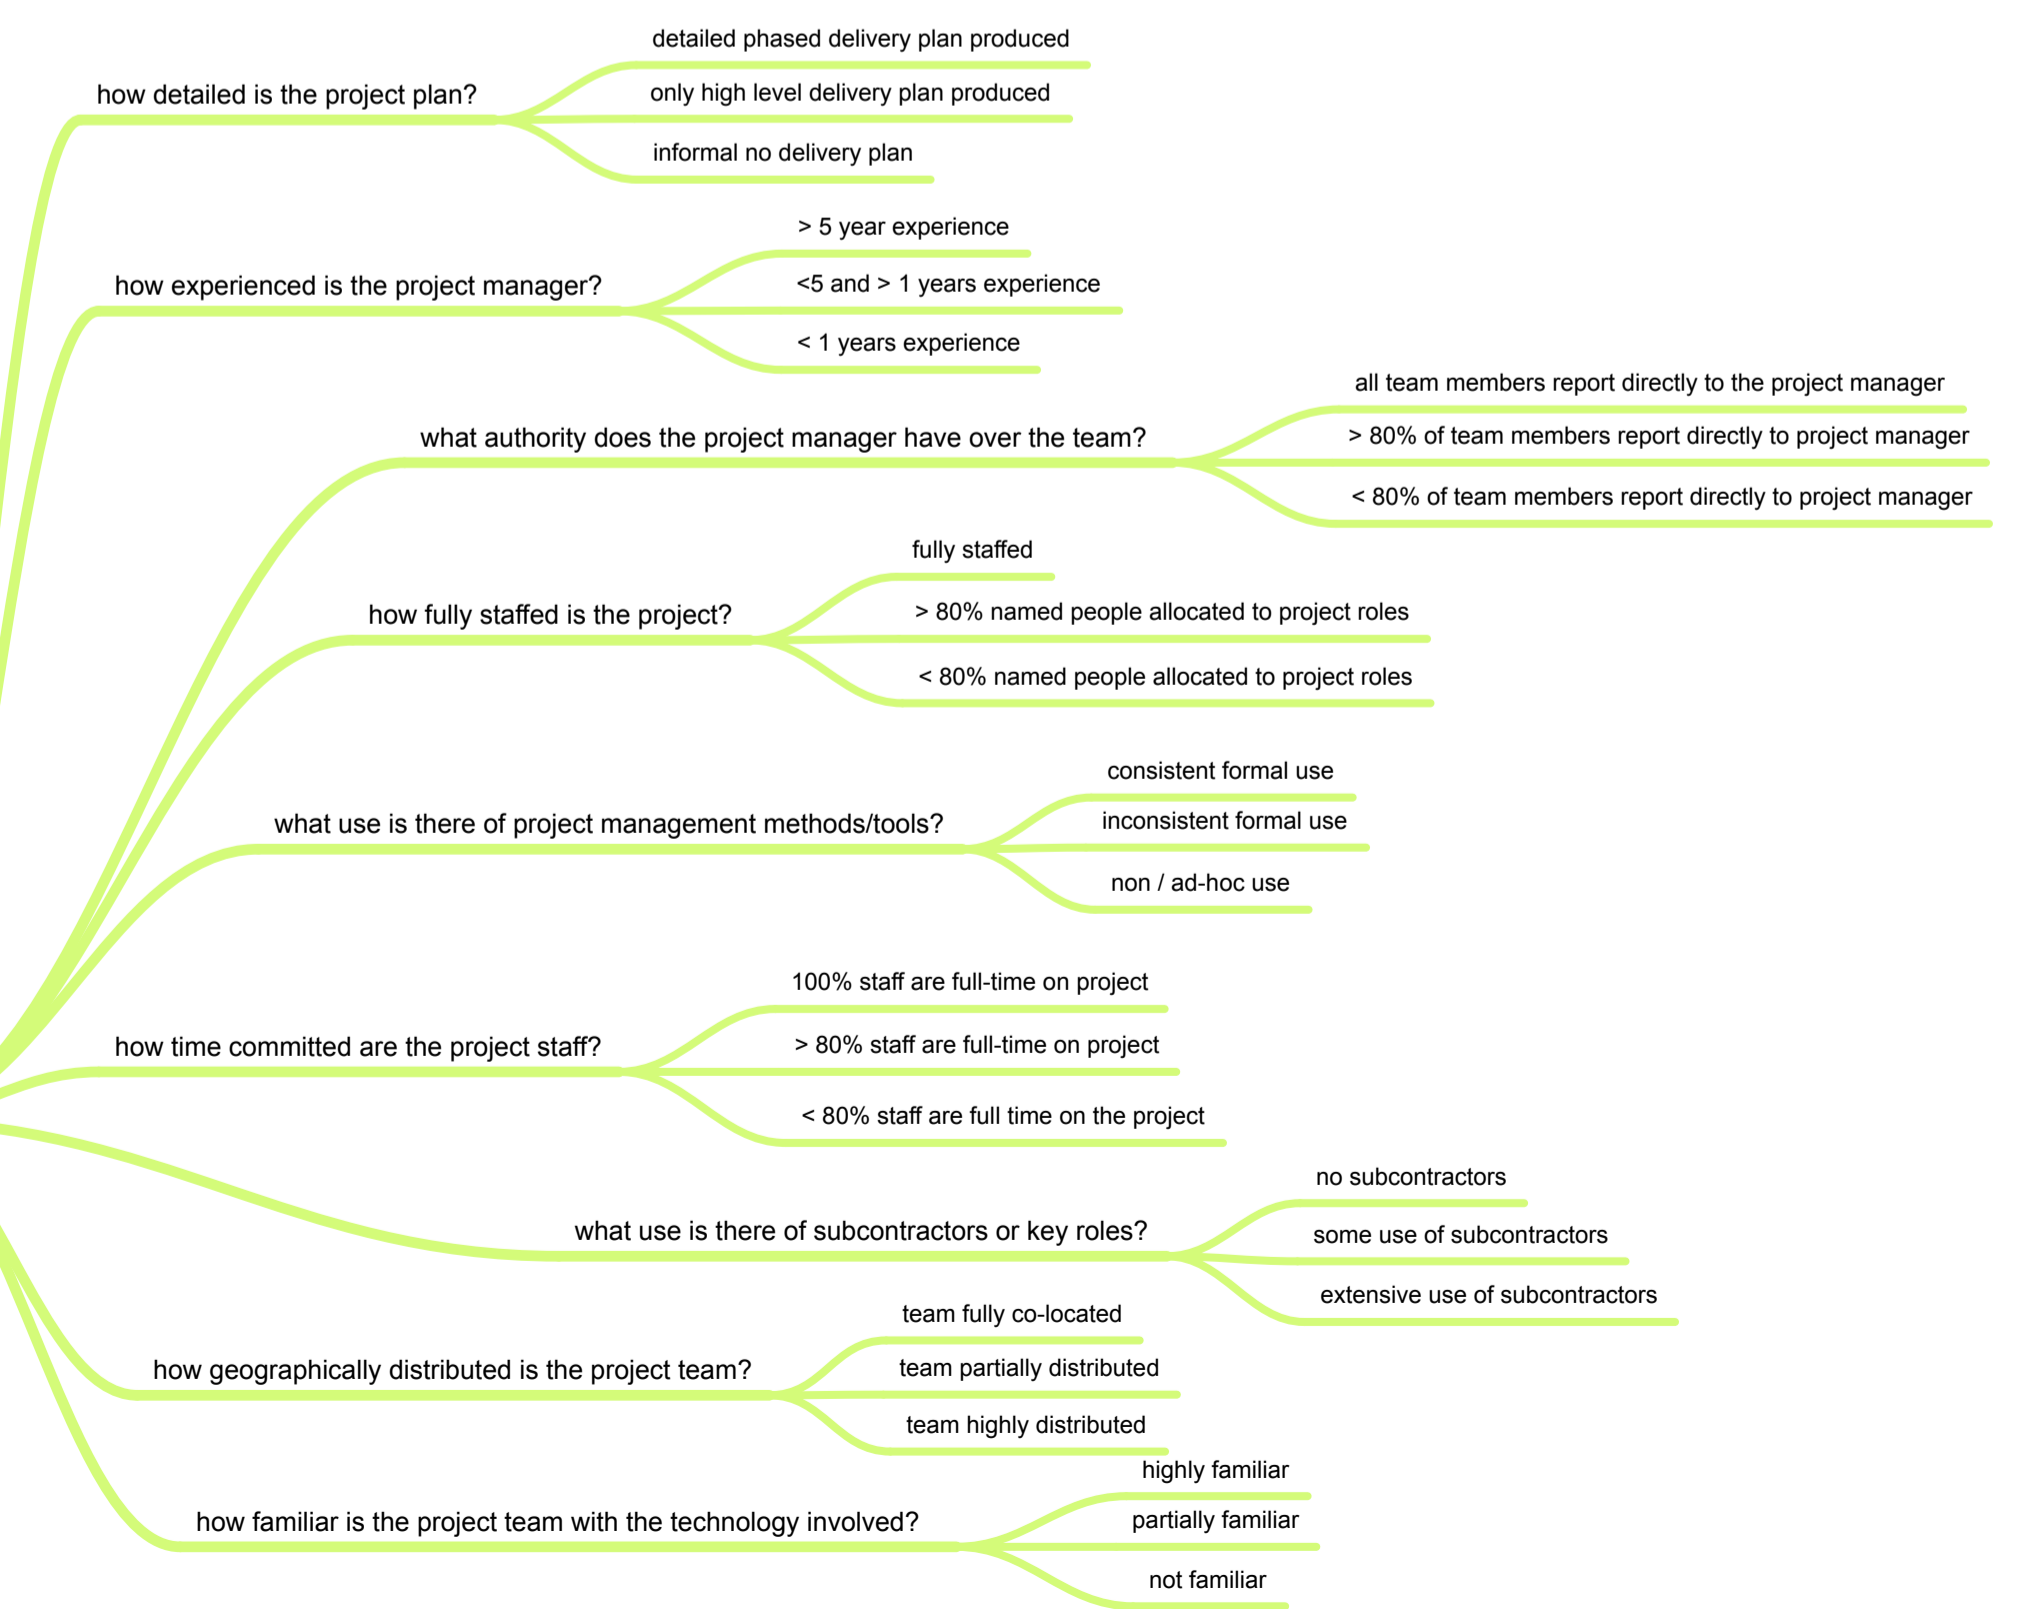 detailed phased delivery plan produced
how detailed is the project plan?
only high level delivery plan produced
informal no delivery plan
> 5 year experience
how experienced is the project manager?
<5 and > 1 years experience
< 1 years experience
all team members report directly to the project manager
what authority does the project manager have over the team?
> 80% of team members report directly to project manager
< 80% of team members report directly to project manager
fully staffed
how fully staffed is the project?
> 80% named people allocated to project roles
< 80% named people allocated to project roles
consistent formal use
what use is there of project management methods/tools?
inconsistent formal use
non / ad-hoc use
100% staff are full-time on project
how time committed are the project staff?
> 80% staff are full-time on project
< 80% staff are full time on the project
no subcontractors
what use is there of subcontractors or key roles?
some use of subcontractors
extensive use of subcontractors
team fully co-located
how geographically distributed is the project team?
team partially distributed
team highly distributed
highly familiar
how familiar is the project team with the technology involved?
partially familiar
not familiar